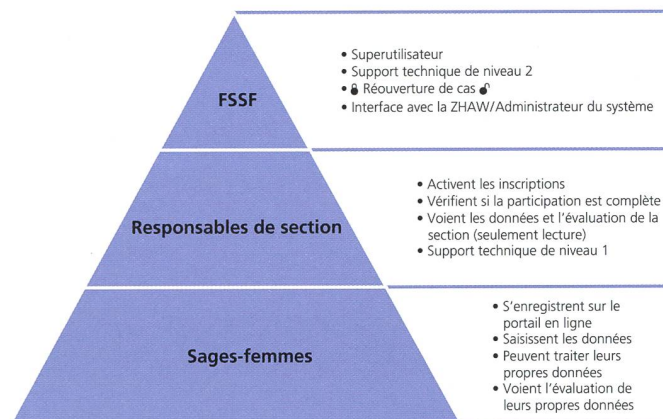 FSSF
• Superutilisateur
• Support technique de niveau 2
• 🔒 Réouverture de cas 🔓
• Interface avec la ZHAW/Administrateur du système
Responsables de section
• Activent les inscriptions
• Vérifient si la participation est complète
• Voient les données et l'évaluation de la
section (seulement lecture)
• Support technique de niveau 1
Sages-femmes
• S'enregistrent sur le
portail en ligne
• Saisissent les données
• Peuvent traiter leurs
propres données
• Voient l'évaluation de
leurs propres données